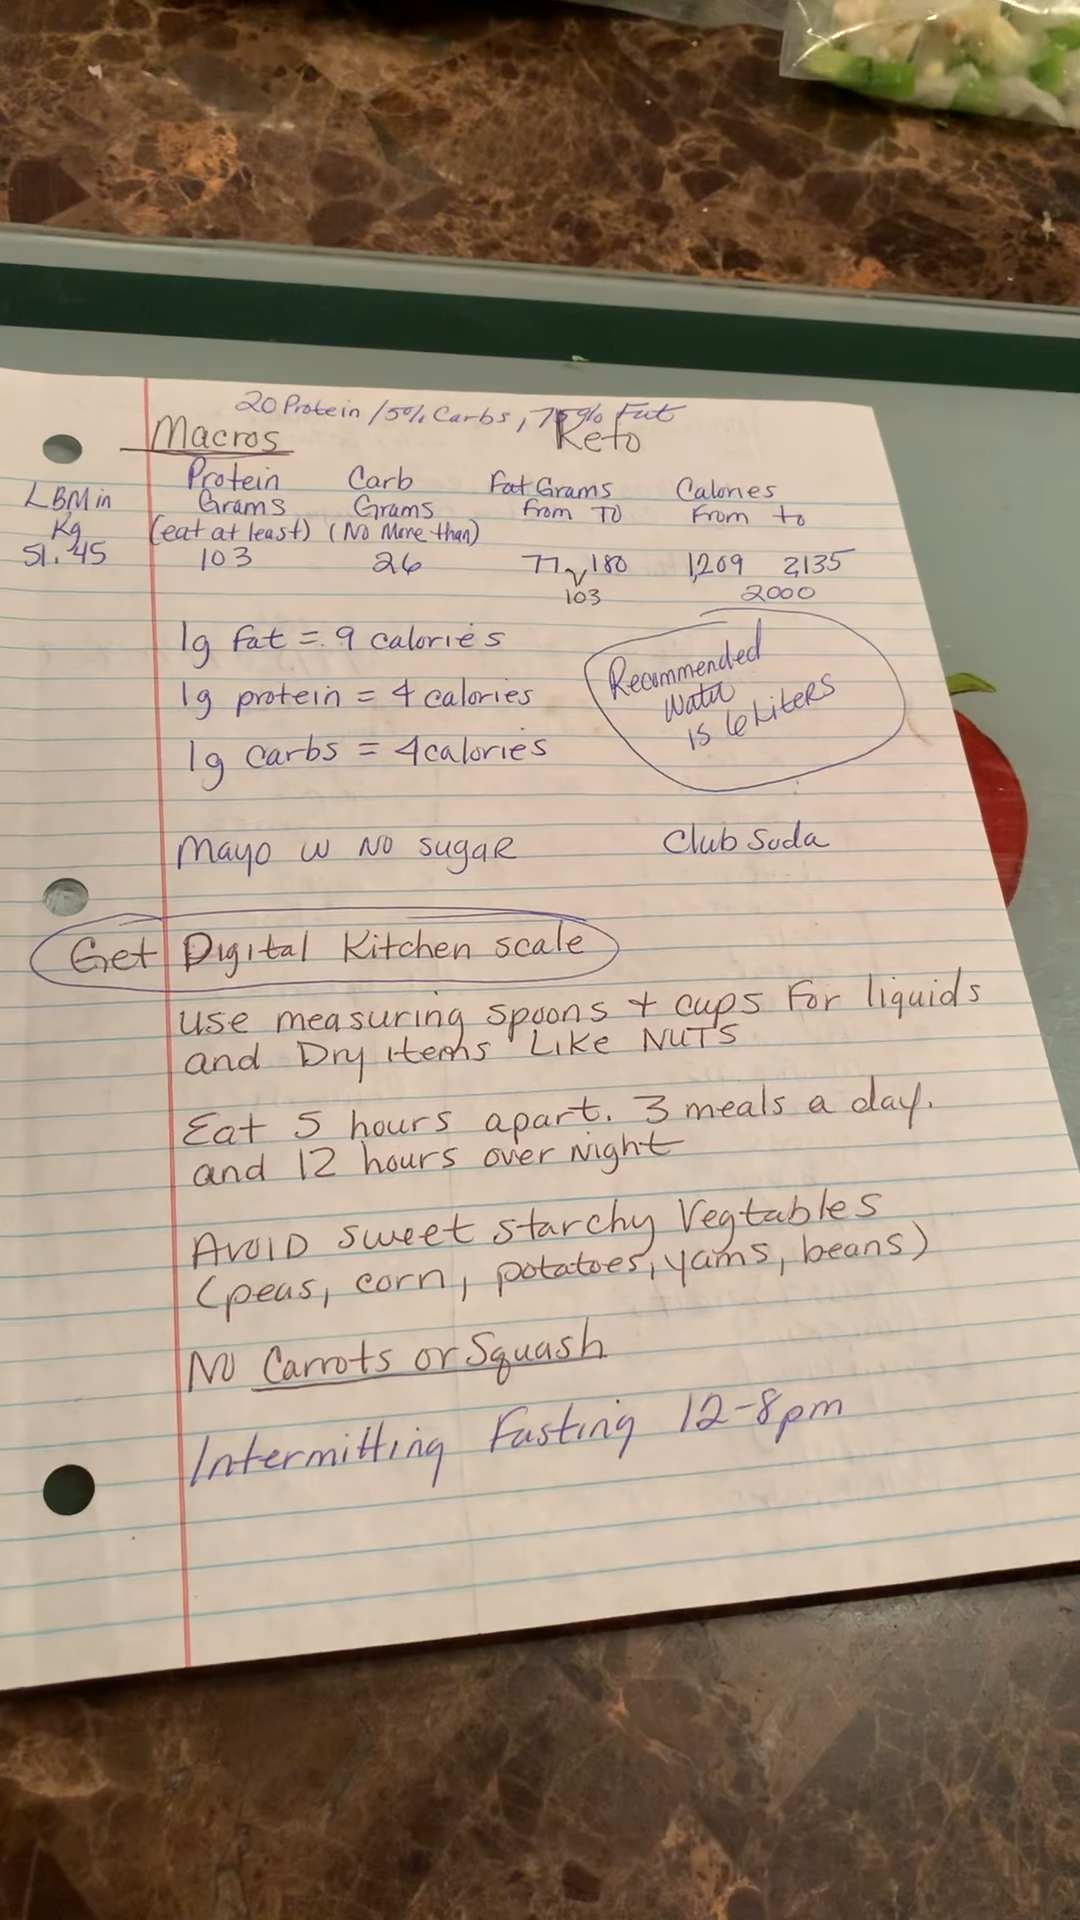 20 Protein / 5% Carbs, 75% Fat
Macros Keto
LBM in Kg Protein Grams (eat at least) Carb Grams (No More than) Fat Grams From To Calories From to
51.45 103 26 77 180 1,209 2,135
103 2000
1g fat = 9 calories
1g protein = 4 calories
1g carbs = 4 calories
Recommended
Water
is 6 Liters
Mayo w No sugar Club Soda
Get Digital Kitchen scale
use measuring spoons + cups For liquids
and Dry items Like NUTS
Eat 5 hours apart. 3 meals a day.
and 12 hours over night
AVOID sweet starchy Vegtables
(peas, corn, potatoes, yams, beans)
No Carrots or Squash
Intermitting Fasting 12-8pm